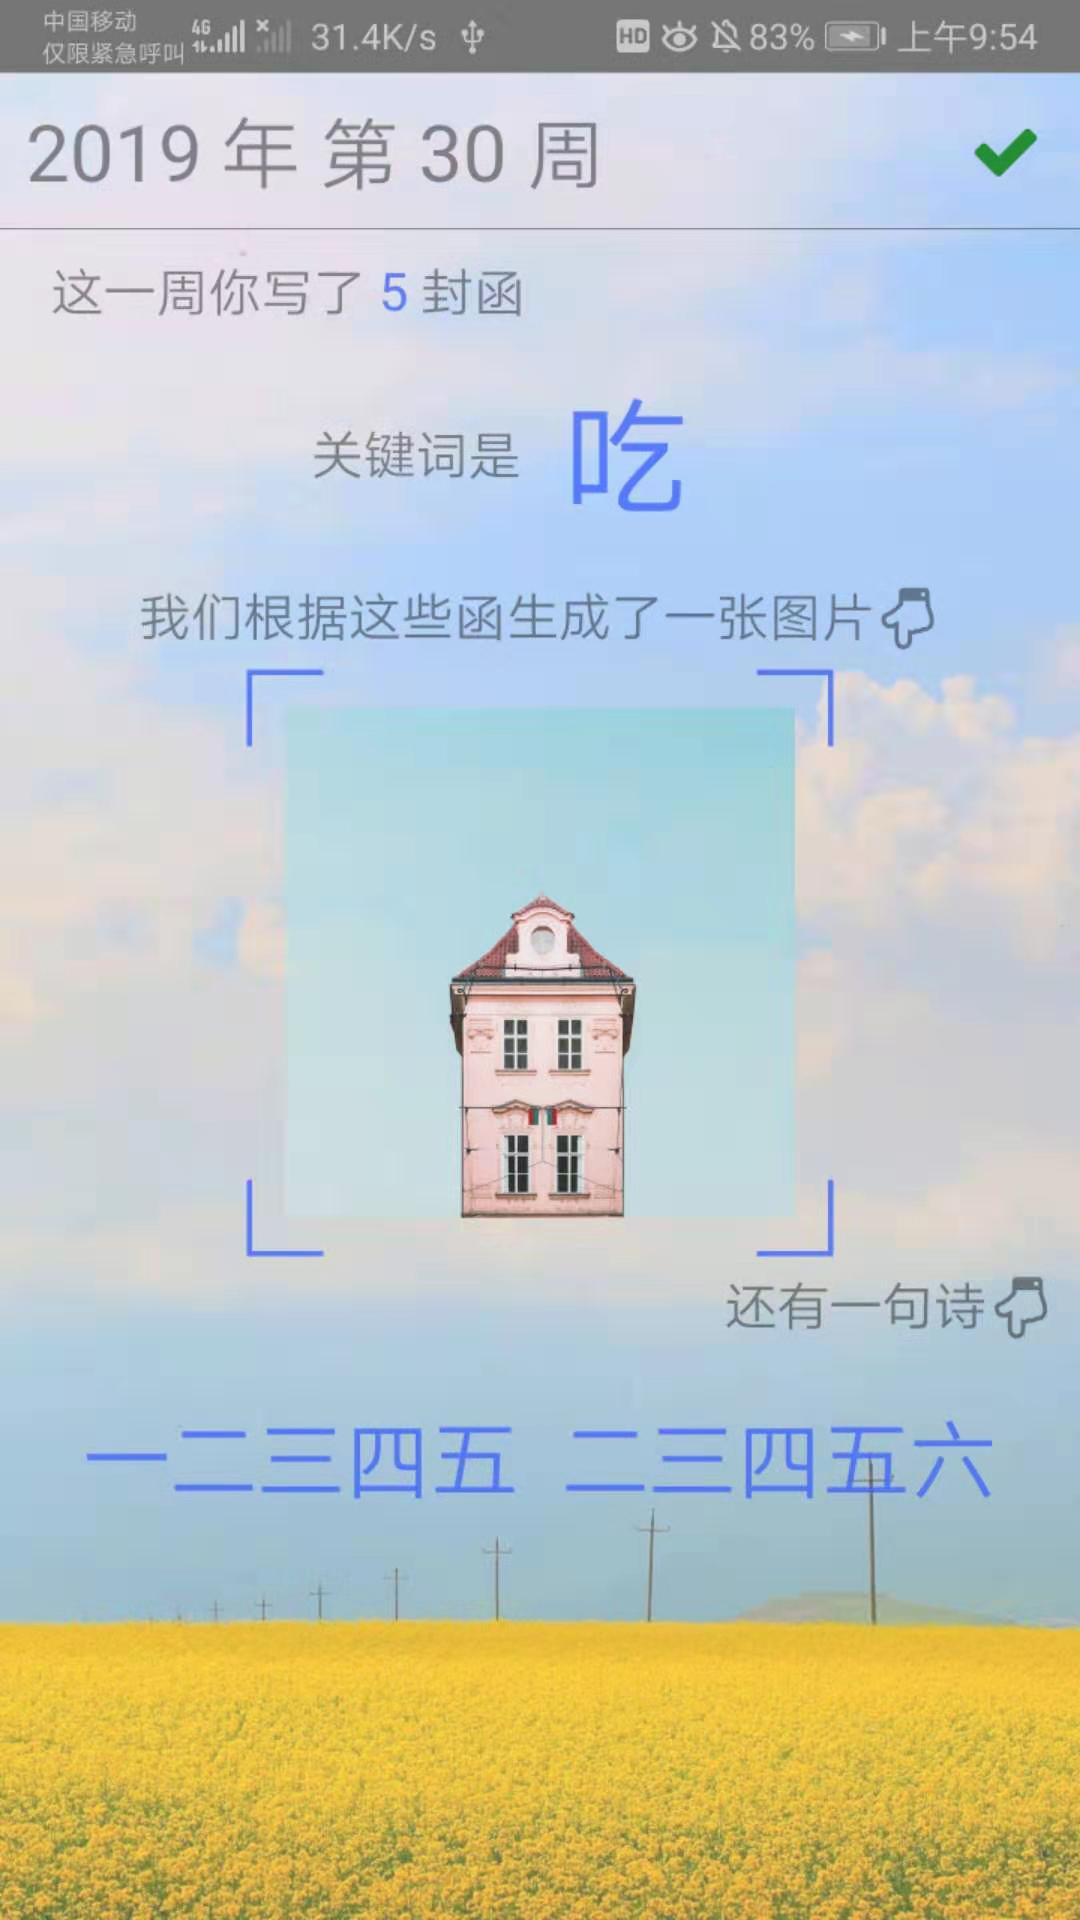 中国移动
仅限紧急呼叫
4G
31.4K/s
HD
83%
上午9:54
2019 年 第 30 周
这一周你写了 5 封函
关键词是 吃
我们根据这些函生成了一张图片
还有一句诗
一二三四五 二三四五六